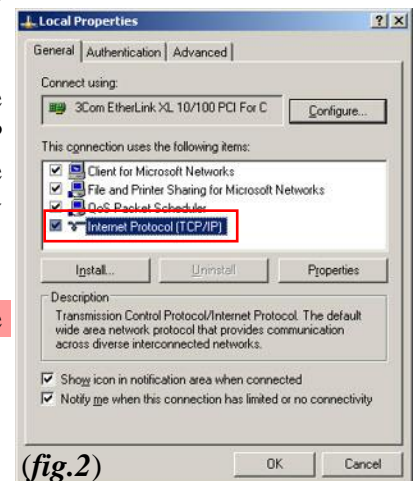 Local Properties
General Authentication Advanced
Connect using:
3Com EtherLink XL 10/100 PCI For C
Configure...
This connection uses the following items:
Client for Microsoft Networks
File and Printer Sharing for Microsoft Networks
QoS Packet Scheduler
Internet Protocol (TCP/IP)
Install... Uninstall Properties
Description
Transmission Control Protocol/Internet Protocol. The default
wide area network protocol that provides communication
across diverse interconnected networks.
Show icon in notification area when connected
Notify me when this connection has limited or no connectivity
OK Cancel
(fig.2)